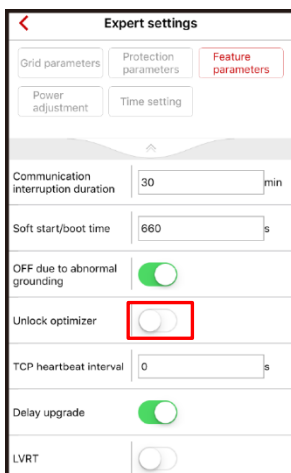 Expert settings
Grid parameters
Protection
parameters
Feature
parameters
Power
adjustment
Time setting
Communication
interruption duration
30
min
Soft start/boot time
660
s
OFF due to abnormal
grounding
Unlock optimizer
TCP heartbeat interval
0
s
Delay upgrade
LVRT